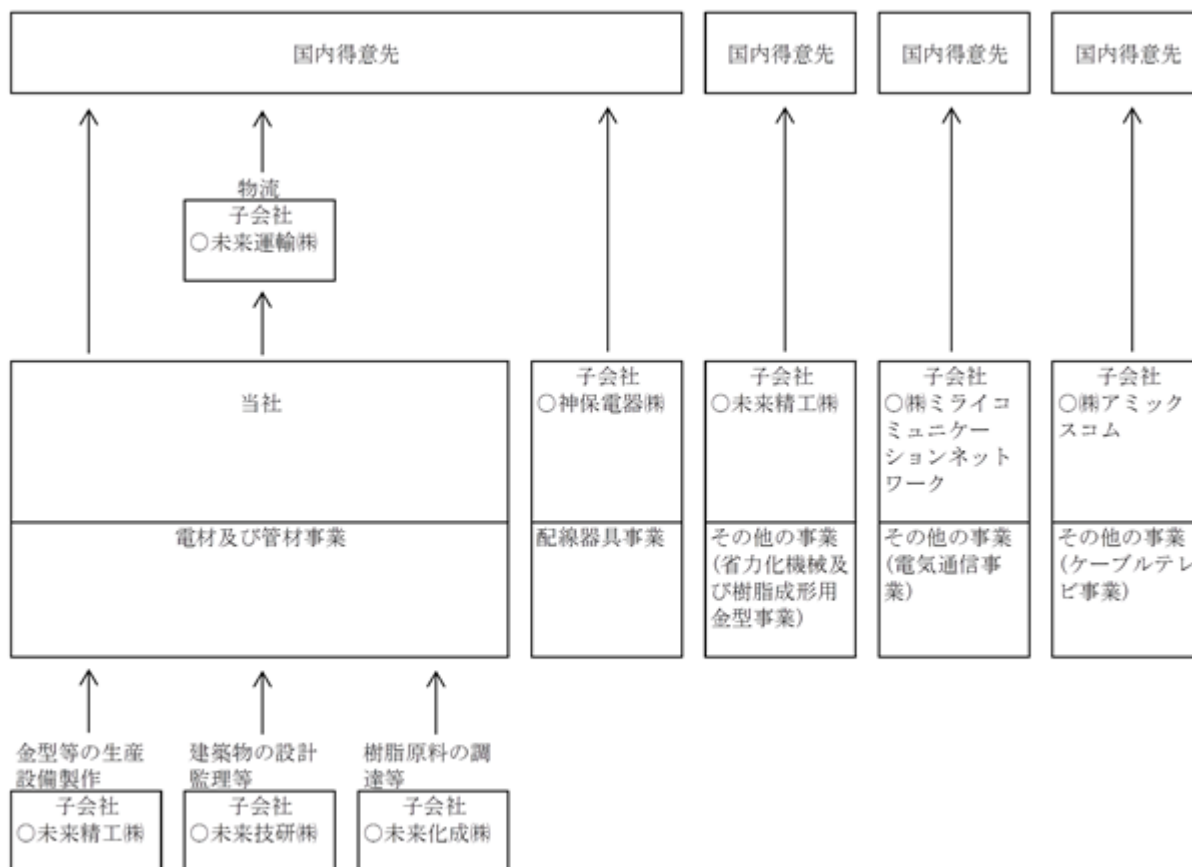 国内得意先
国内得意先
国内得意先
国内得意先
物流
子会社
○未来運輸㈱
当社
電材及び管材事業
子会社
○神保電器㈱
配線器具事業
子会社
○未来精工㈱
その他の事業
(省力化機械及
び樹脂成形用
金型事業)
子会社
○㈱ミライコ
ミュニケー
ションネット
ワーク
その他の事業
(電気通信事
業)
子会社
○㈱アミック
スコム
その他の事業
(ケーブルテレ
ビ事業)
金型等の生産
設備製作
子会社
○未来精工㈱
建築物の設計
監理等
子会社
○未来技研㈱
樹脂原料の調
達等
子会社
○未来化成㈱